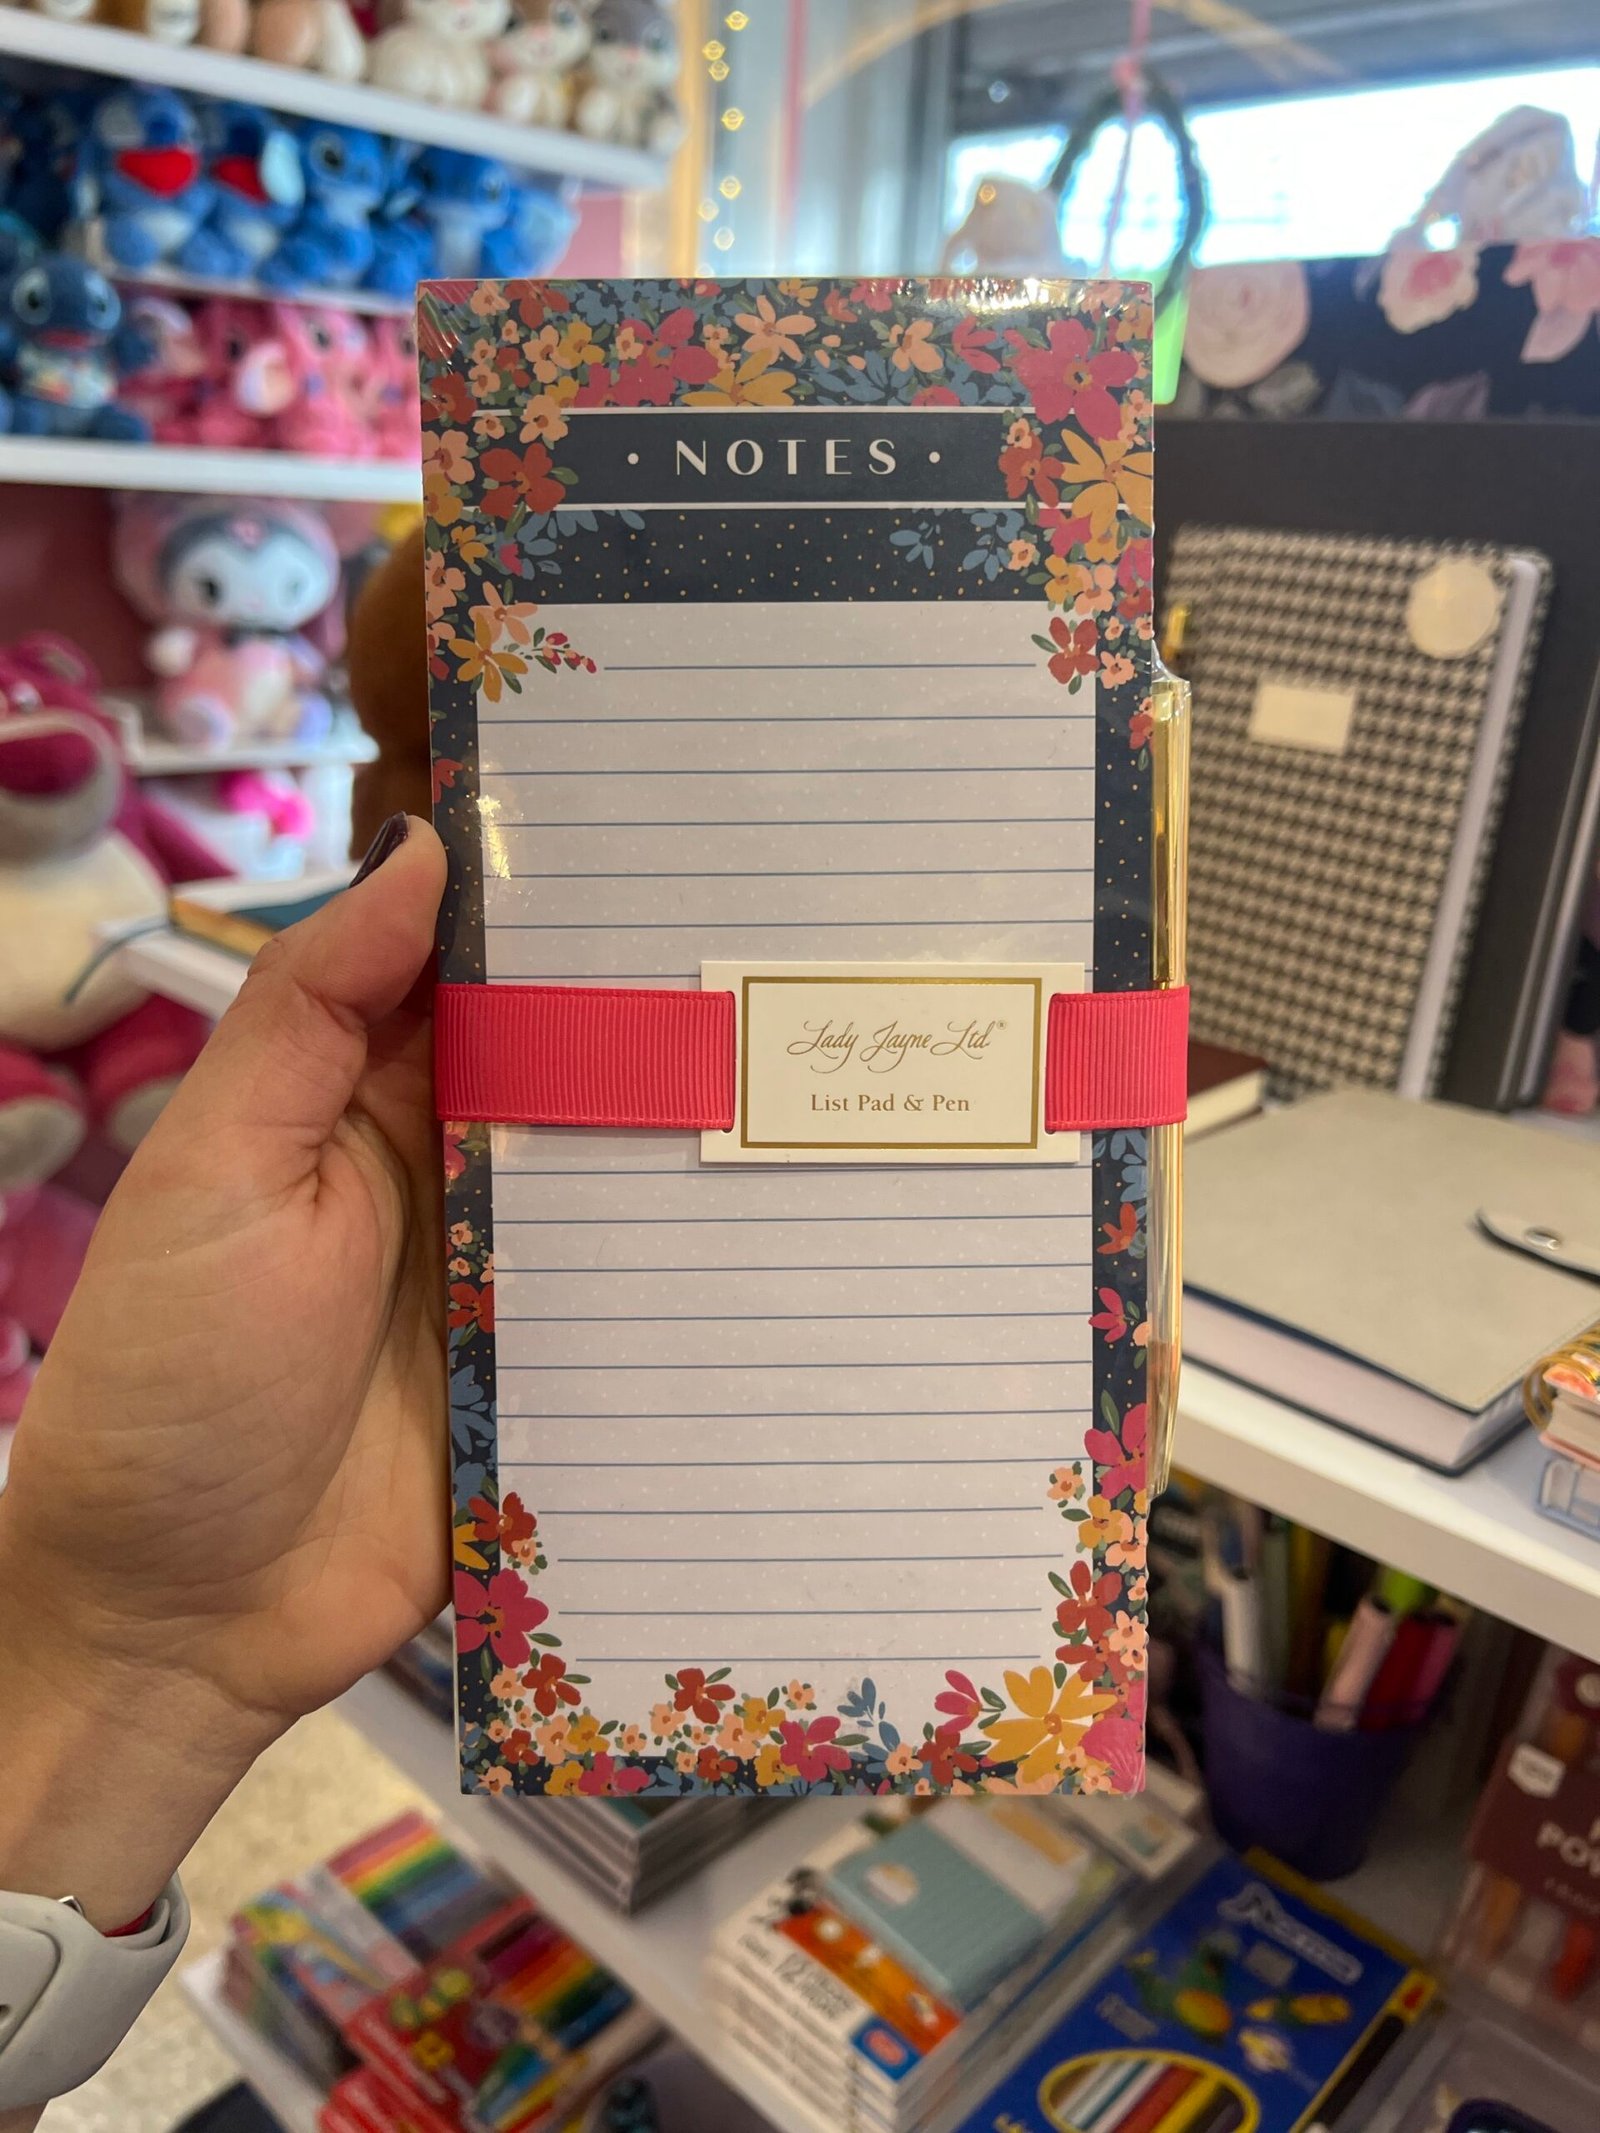 • NOTES •
Lady Jayne Ltd®
List Pad & Pen